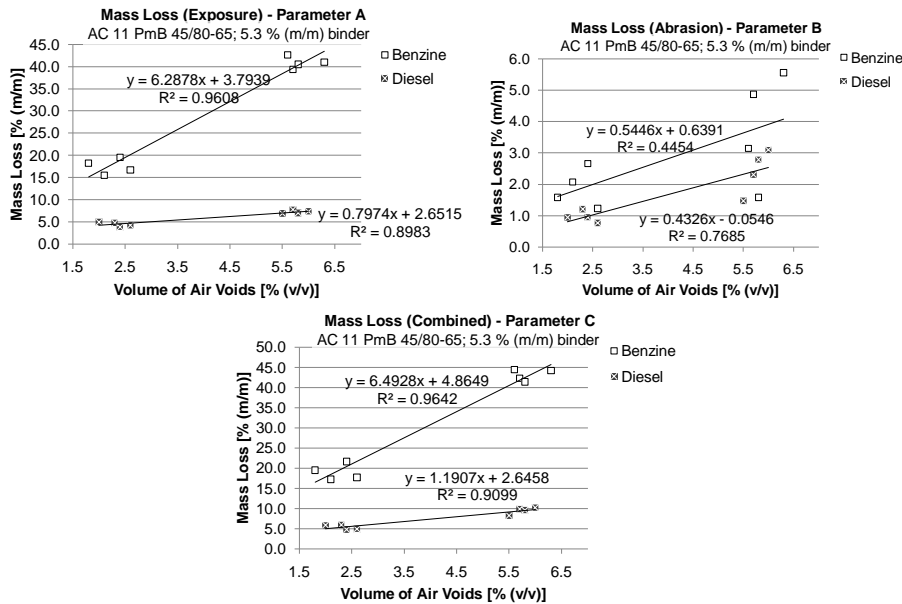 Mass Loss (Exposure) - Parameter A
AC 11 PmB 45/80-65; 5.3 % (m/m) binder
Mass Loss [% (m/m)]
45.0
40.0
35.0
30.0
25.0
20.0
15.0
10.0
5.0
0.0
y = 6.2878x + 3.7939
R² = 0.9608
y = 0.7974x + 2.6515
R² = 0.8983
Benzine
Diesel
1.5 2.5 3.5 4.5 5.5 6.5
Volume of Air Voids [% (v/v)]
Mass Loss (Abrasion) - Parameter B
AC 11 PmB 45/80-65; 5.3 % (m/m) binder
Mass Loss [% (m/m)]
6.0
5.0
4.0
3.0
2.0
1.0
0.0
y = 0.5446x + 0.6391
R² = 0.4454
y = 0.4326x - 0.0546
R² = 0.7685
Benzine
Diesel
1.5 2.5 3.5 4.5 5.5 6.5
Volume of Air Voids [% (v/v)]
Mass Loss (Combined) - Parameter C
AC 11 PmB 45/80-65; 5.3 % (m/m) binder
Mass Loss [% (m/m)]
50.0
45.0
40.0
35.0
30.0
25.0
20.0
15.0
10.0
5.0
0.0
y = 6.4928x + 4.8649
R² = 0.9642
y = 1.1907x + 2.6458
R² = 0.9099
Benzine
Diesel
1.5 2.5 3.5 4.5 5.5 6.5
Volume of Air Voids [% (v/v)]